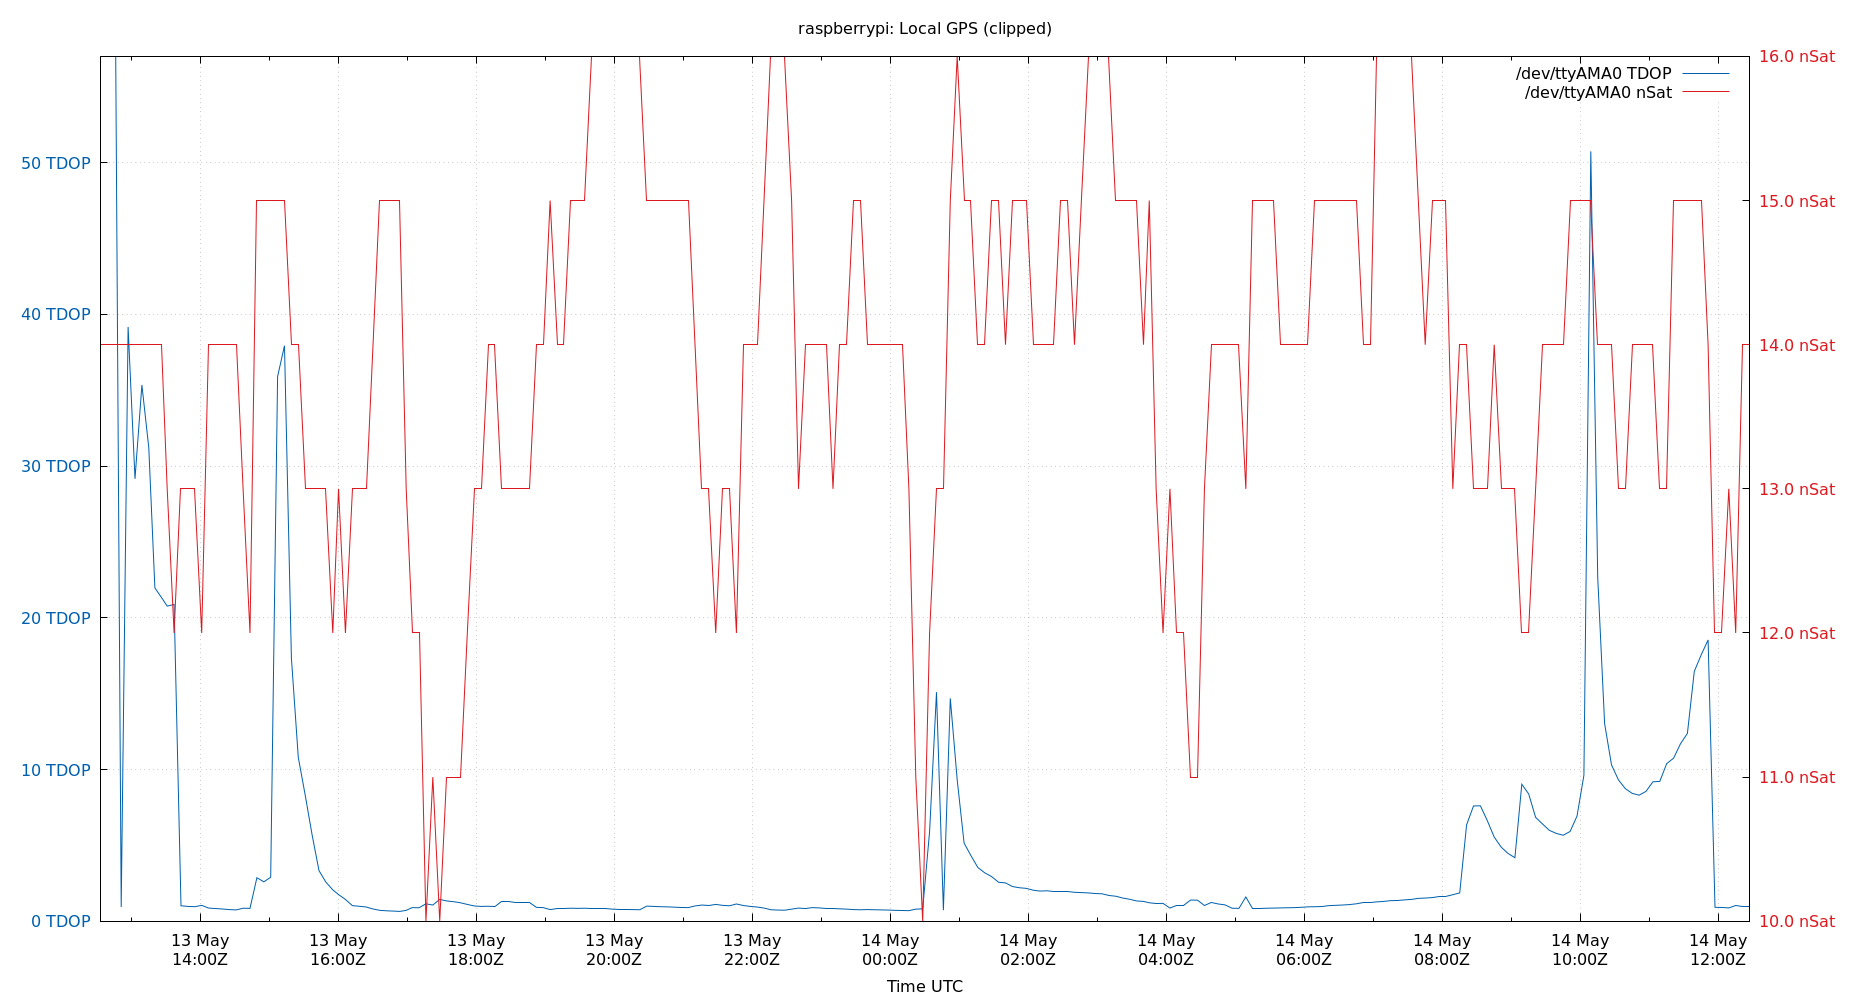 raspberrypi: Local GPS (clipped)
/dev/ttyAMA0 TDOP
/dev/ttyAMA0 nSat
50 TDOP
40 TDOP
30 TDOP
20 TDOP
10 TDOP
0 TDOP
16.0 nSat
15.0 nSat
14.0 nSat
13.0 nSat
12.0 nSat
11.0 nSat
10.0 nSat
13 May
14:00Z
13 May
16:00Z
13 May
18:00Z
13 May
20:00Z
13 May
22:00Z
14 May
00:00Z
14 May
02:00Z
14 May
04:00Z
14 May
06:00Z
14 May
08:00Z
14 May
10:00Z
14 May
12:00Z
Time UTC